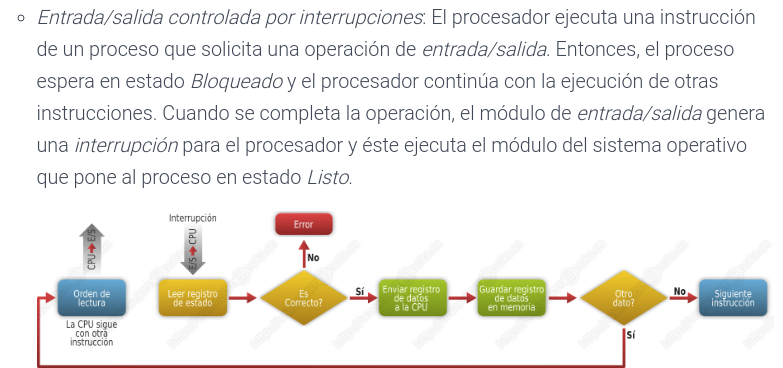 Entrada/salida controlada por interrupciones: El procesador ejecuta una instrucción
de un proceso que solicita una operación de entrada/salida. Entonces, el proceso
espera en estado Bloqueado y el procesador continúa con la ejecución de otras
instrucciones. Cuando se completa la operación, el módulo de entrada/salida genera
una interrupción para el procesador y éste ejecuta el módulo del sistema operativo
que pone al proceso en estado Listo.
Interrupción
Error
CPU E/S
E/S CPU
No
Orden de
lectura
Leer registro
de estado
Es
Correcto?
Sí
Enviar registro
de datos
a la CPU
Guardar registro
de datos
en memoria
Otro
dato?
No
Siguiente
instrucción
La CPU sigue
con otra
instrucción
Sí